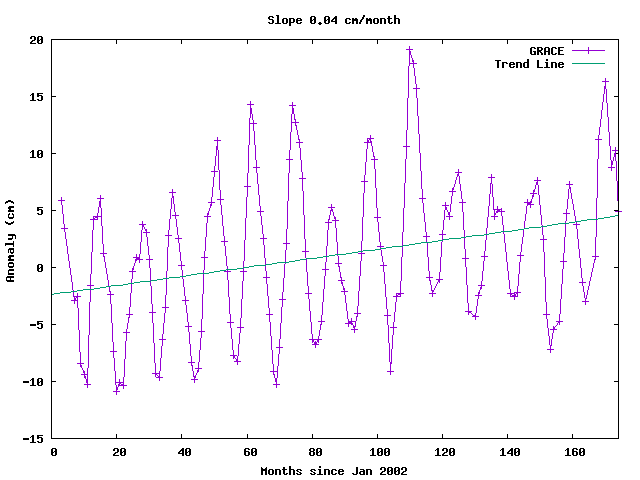 Slope 0.04 cm/month
GRACE
Trend Line
20
15
10
5
0
-5
-10
-15
Anomaly (cm)
0 20 40 60 80 100 120 140 160
Months since Jan 2002